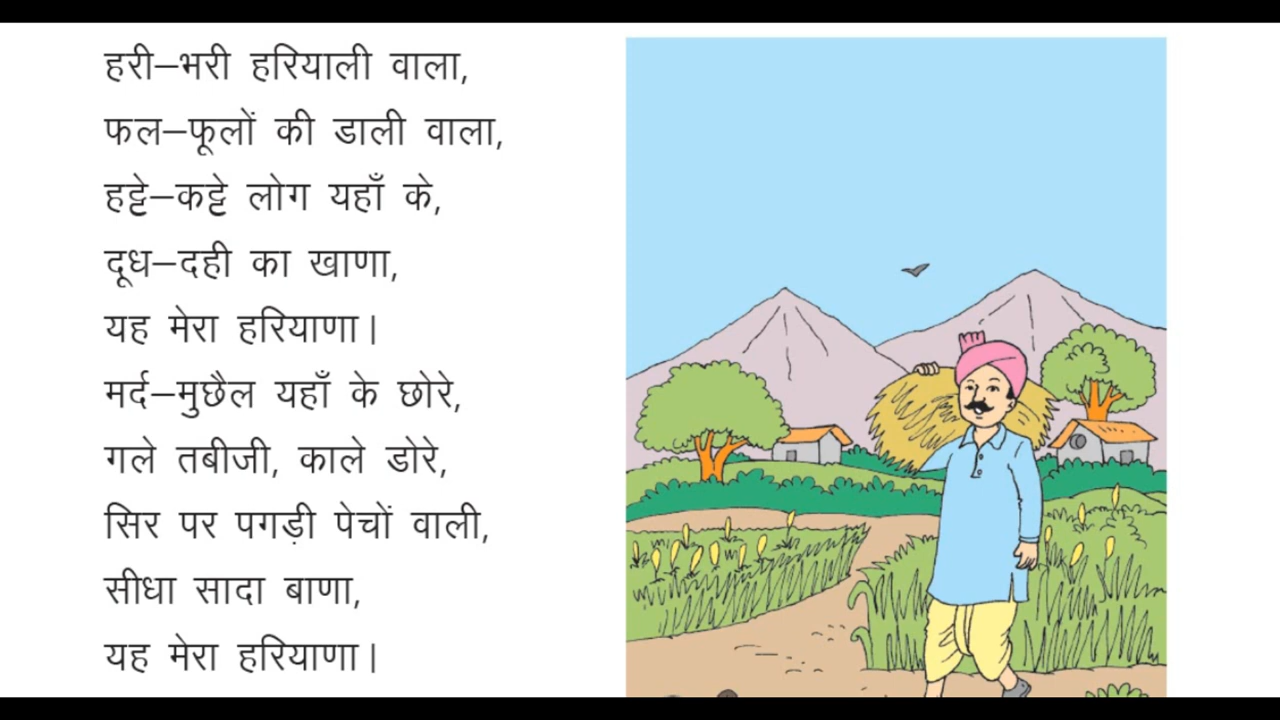 हरी–भरी हरियाली वाला,
फल–फूलों की डाली वाला,
हट्टे–कट्टे लोग यहाँ के,
दूध–दही का खाणा,
यह मेरा हरियाणा।
मर्द–मुछैल यहाँ के छोरे,
गले तबीजी, काले डोरे,
सिर पर पगड़ी पेचों वाली,
सीधा सादा बाणा,
यह मेरा हरियाणा।